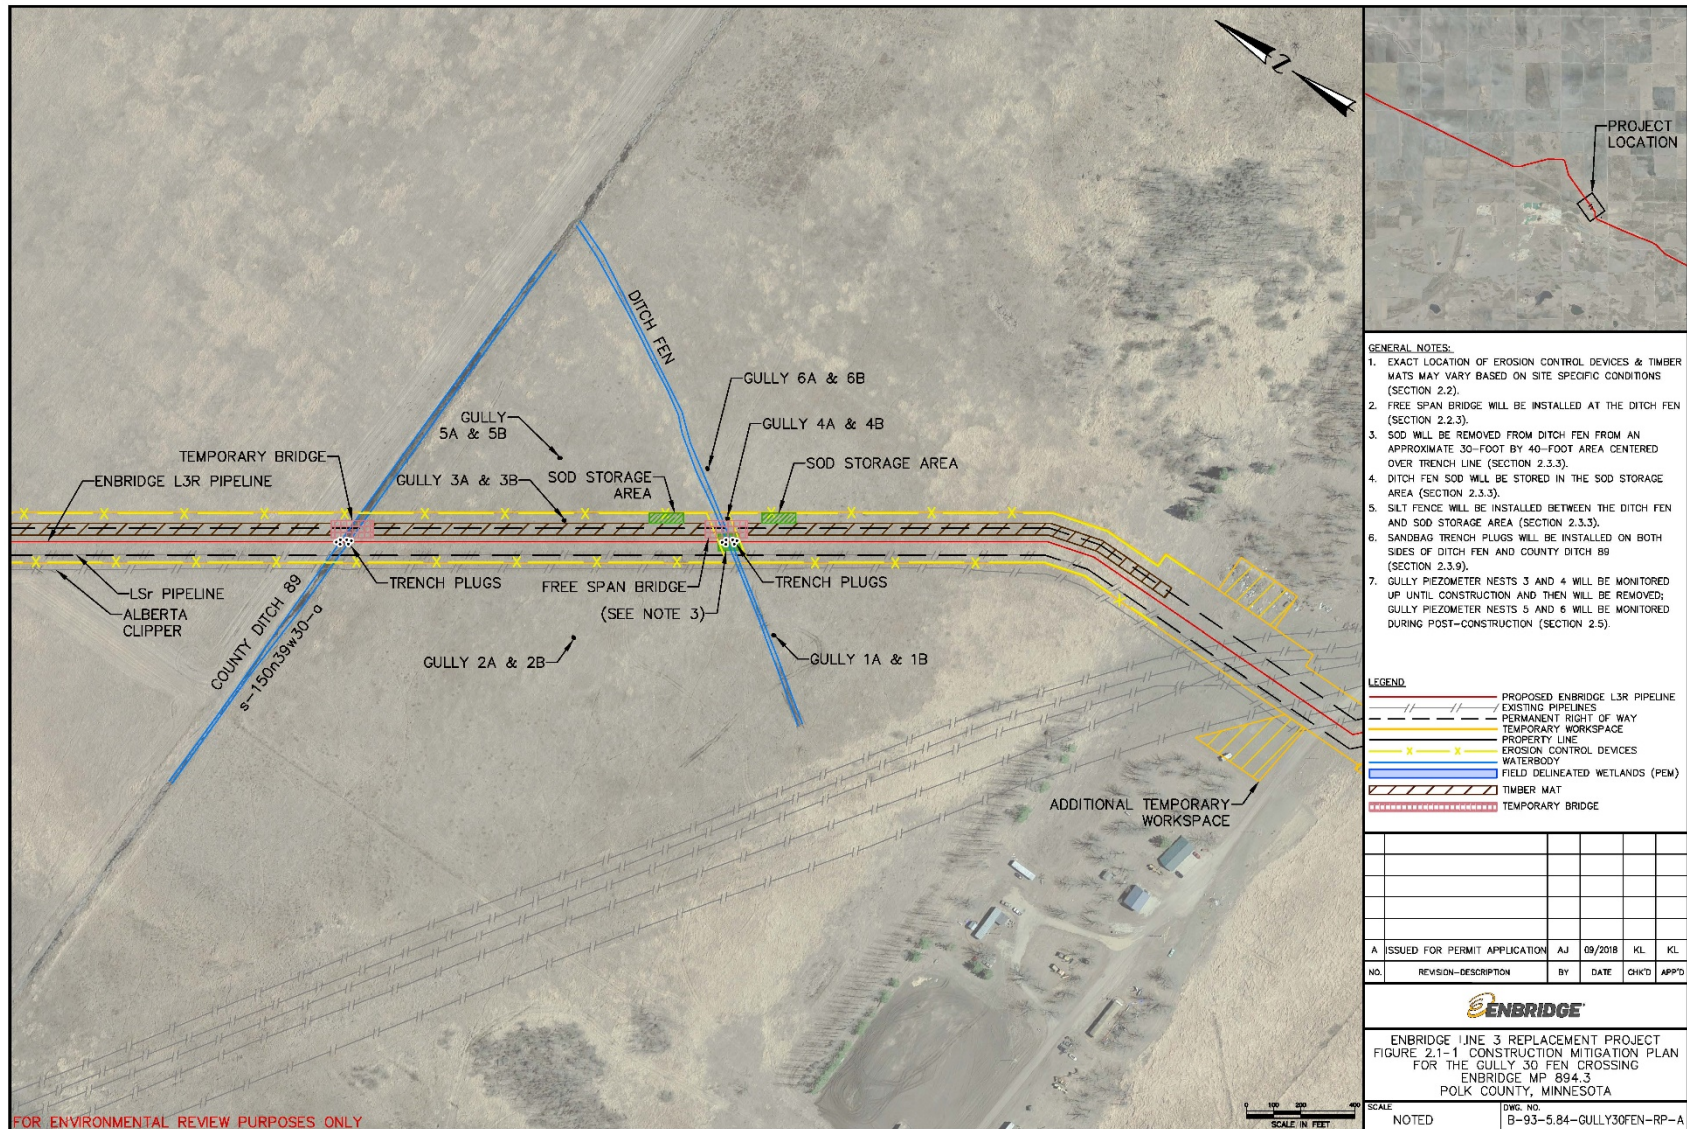 N
DITCH FEN
GULLY 6A & 6B
GULLY
5A & 5B
GULLY 4A & 4B
TEMPORARY BRIDGE
SOD STORAGE
AREA
SOD STORAGE AREA
ENBRIDGE L3R PIPELINE
GULLY 3A & 3B
TRENCH PLUGS
FREE SPAN BRIDGE
(SEE NOTE 3)
TRENCH PLUGS
LSr PIPELINE
ALBERTA
CLIPPER
COUNTY DITCH 89
s-150n39w30-a
GULLY 2A & 2B
GULLY 1A & 1B
ADDITIONAL TEMPORARY
WORKSPACE
FOR ENVIRONMENTAL REVIEW PURPOSES ONLY
0 100 200 400
SCALE IN FEET
PROJECT
LOCATION
GENERAL NOTES:
1. EXACT LOCATION OF EROSION CONTROL DEVICES & TIMBER
MATS MAY VARY BASED ON SITE SPECIFIC CONDITIONS
(SECTION 2.2).
2. FREE SPAN BRIDGE WILL BE INSTALLED AT THE DITCH FEN
(SECTION 2.2.3).
3. SOD WILL BE REMOVED FROM DITCH FEN FROM AN
APPROXIMATE 30-FOOT BY 40-FOOT AREA CENTERED
OVER TRENCH LINE (SECTION 2.3.3).
4. DITCH FEN SOD WILL BE STORED IN THE SOD STORAGE
AREA (SECTION 2.3.3).
5. SILT FENCE WILL BE INSTALLED BETWEEN THE DITCH FEN
AND SOD STORAGE AREA (SECTION 2.3.3).
6. SANDBAG TRENCH PLUGS WILL BE INSTALLED ON BOTH
SIDES OF DITCH FEN AND COUNTY DITCH 89
(SECTION 2.3.9).
7. GULLY PIEZOMETER NESTS 3 AND 4 WILL BE MONITORED
UP UNTIL CONSTRUCTION AND THEN WILL BE REMOVED;
GULLY PIEZOMETER NESTS 5 AND 6 WILL BE MONITORED
DURING POST-CONSTRUCTION (SECTION 2.5).
LEGEND
PROPOSED ENBRIDGE L3R PIPELINE
EXISTING PIPELINES
PERMANENT RIGHT OF WAY
TEMPORARY WORKSPACE
PROPERTY LINE
EROSION CONTROL DEVICES
WATERBODY
FIELD DELINEATED WETLANDS (PEM)
TIMBER MAT
TEMPORARY BRIDGE
A ISSUED FOR PERMIT APPLICATION AJ 09/2018 KL KL
NO. REVISION-DESCRIPTION BY DATE CHK'D APP'D
ENBRIDGE
ENBRIDGE LINE 3 REPLACEMENT PROJECT
FIGURE 2.1-1 CONSTRUCTION MITIGATION PLAN
FOR THE GULLY 30 FEN CROSSING
ENBRIDGE MP 894.3
POLK COUNTY, MINNESOTA
SCALE
NOTED
DWG. NO.
B-93-5.84-GULLY30FEN-RP-A